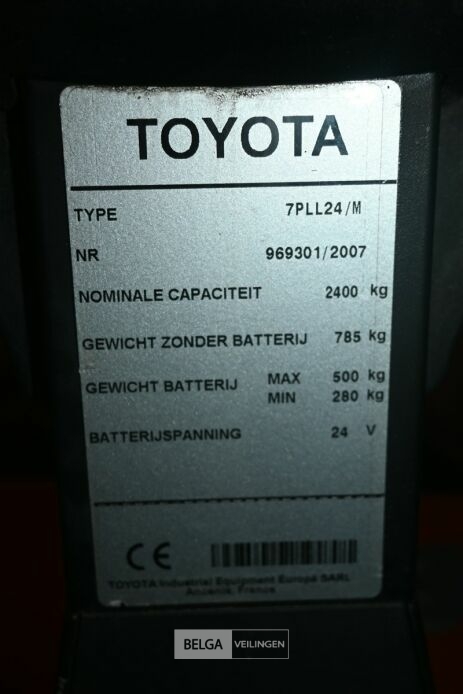 TOYOTA
TYPE 7PLL24/M
NR 969301/2007
NOMINALE CAPACITEIT 2400 kg
GEWICHT ZONDER BATTERIJ 785 kg
GEWICHT BATTERIJ MAX 500 kg
MIN 280 kg
BATTERIJSPANNING 24 V
CE
TOYOTA Industrial Equipment Europe SARL
Ancenis, France
BELGA VEILINGEN